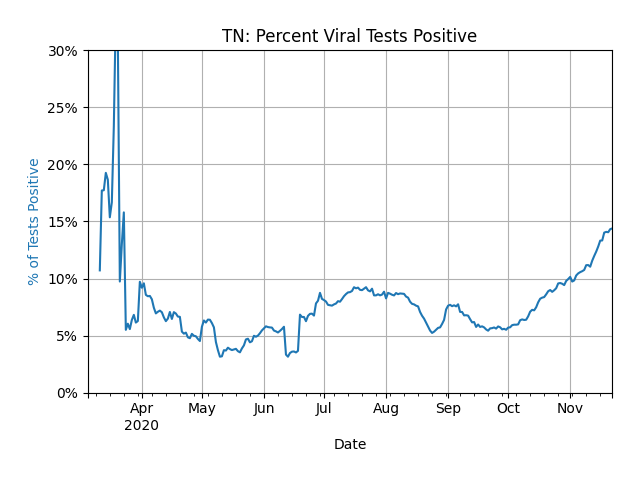 TN: Percent Viral Tests Positive
30%
25%
20%
15%
10%
5%
0%
% of Tests Positive
Apr May Jun Jul Aug Sep Oct Nov
2020
Date